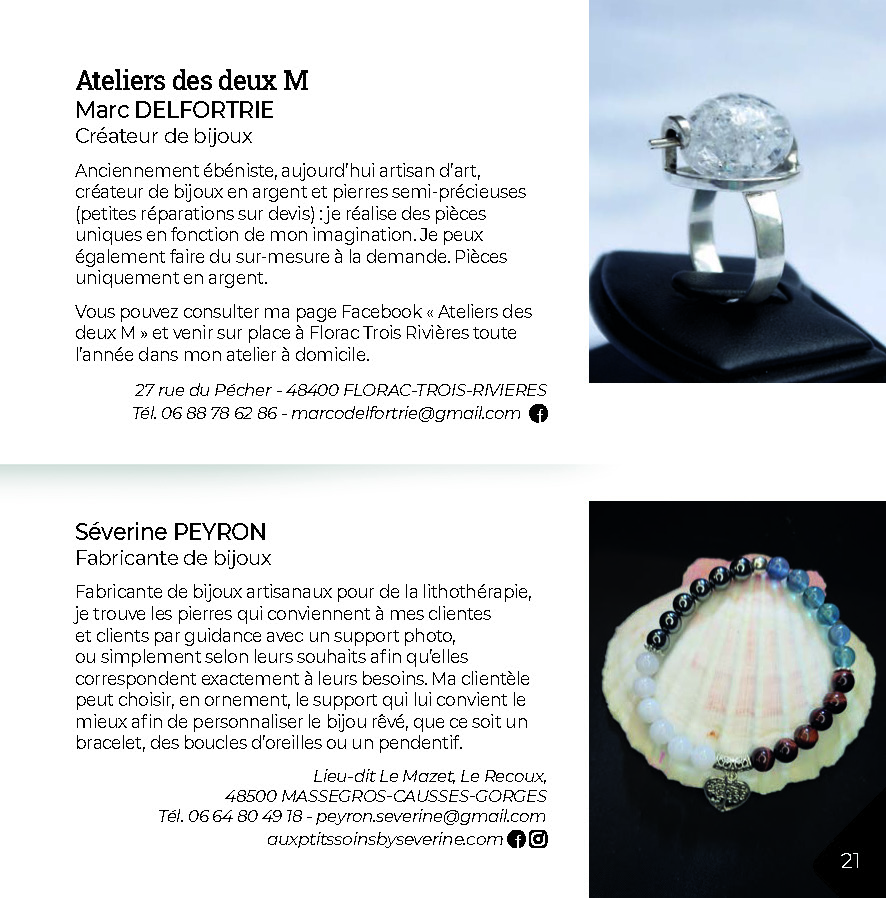 Ateliers des deux M
Marc DELFORTRIE
Créateur de bijoux
Anciennement ébéniste, aujourd'hui artisan d'art,
créateur de bijoux en argent et pierres semi-précieuses
(petites réparations sur devis) : je réalise des pièces
uniques en fonction de mon imagination. Je peux
également faire du sur-mesure à la demande. Pièces
uniquement en argent.
Vous pouvez consulter ma page Facebook « Ateliers des
deux M » et venir sur place à Florac Trois Rivières toute
l'année dans mon atelier à domicile.
27 rue du Pécher - 48400 FLORAC-TROIS-RIVIERES
Tél. 06 88 78 62 86 - marcodelfortrie@gmail.com
Séverine PEYRON
Fabricante de bijoux
Fabricante de bijoux artisanaux pour de la lithothérapie,
je trouve les pierres qui conviennent à mes clientes
et clients par guidance avec un support photo,
ou simplement selon leurs souhaits afin qu'elles
correspondent exactement à leurs besoins. Ma clientèle
peut choisir, en ornement, le support qui lui convient le
mieux afin de personnaliser le bijou rêvé, que ce soit un
bracelet, des boucles d'oreilles ou un pendentif.
Lieu-dit Le Mazet, Le Recoux,
48500 MASSEGROS-CAUSSES-GORGES
Tél. 06 64 80 49 18 - peyron.severine@gmail.com
auxptitssoinsbyseverine.com
21